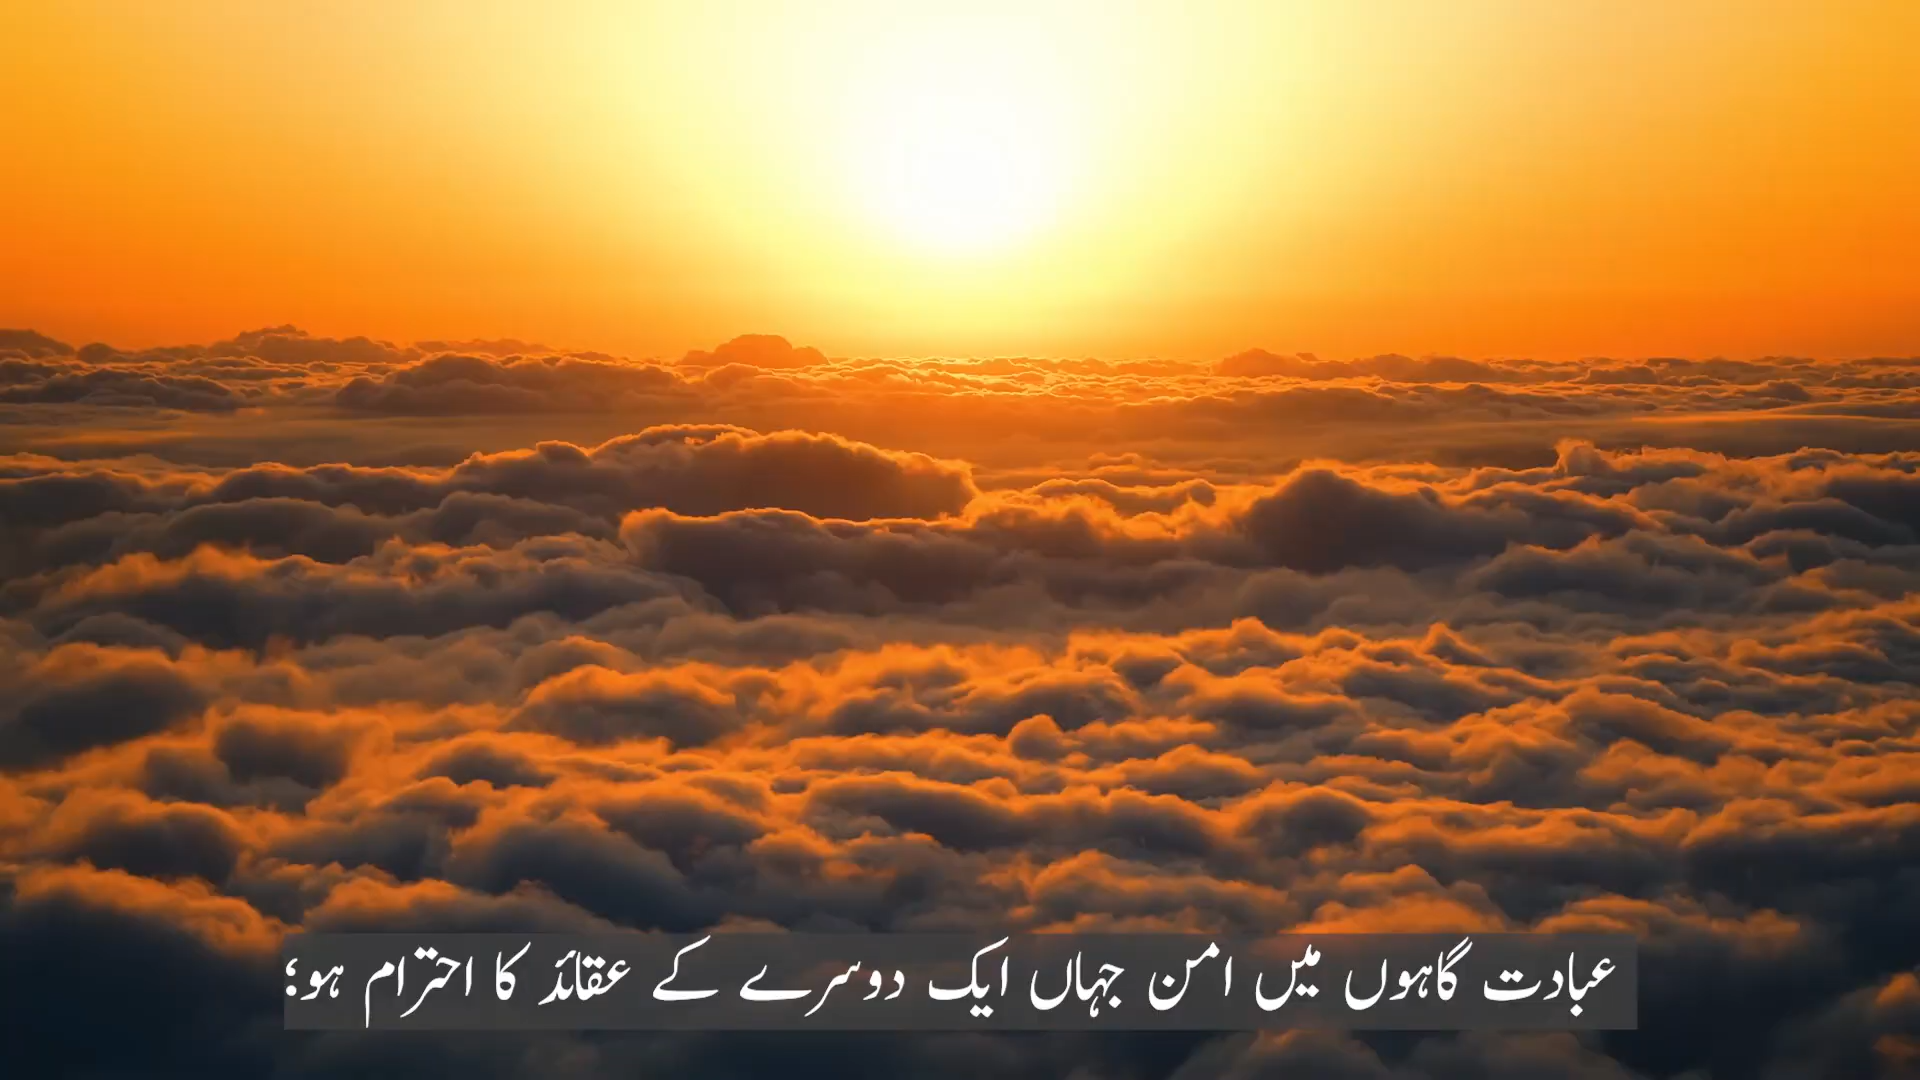 عبادت گاہوں میں امن جہاں ایک دوسرے کے عقائد کا احترام ہو؛